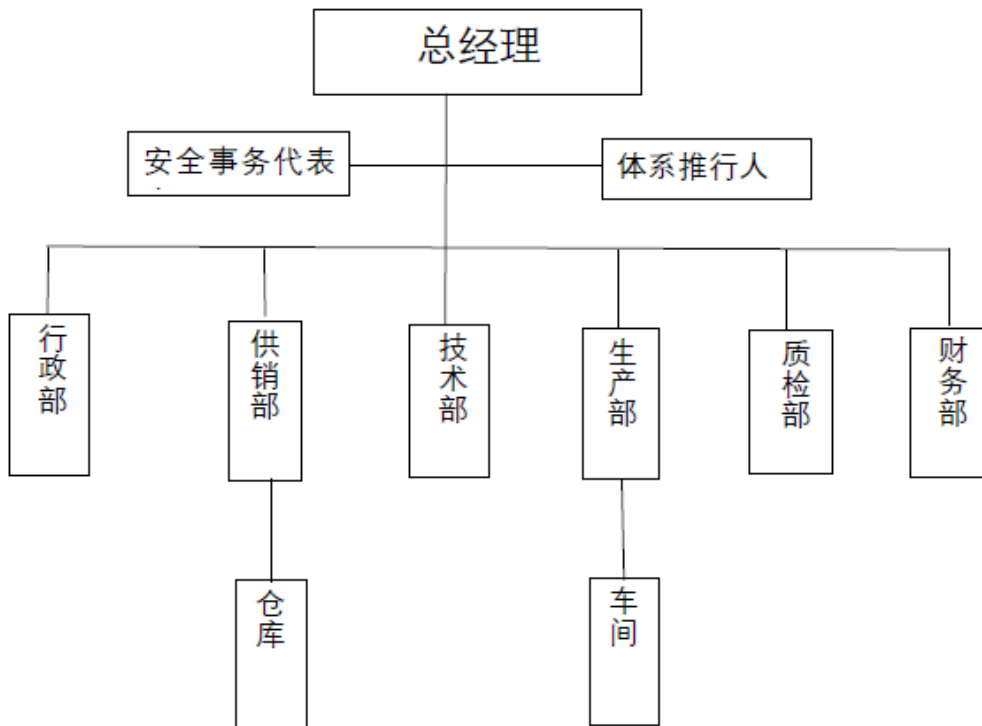 总经理
安全事务代表
体系推行人
行政部
供销部
技术部
生产部
质检部
财务部
仓库
车间